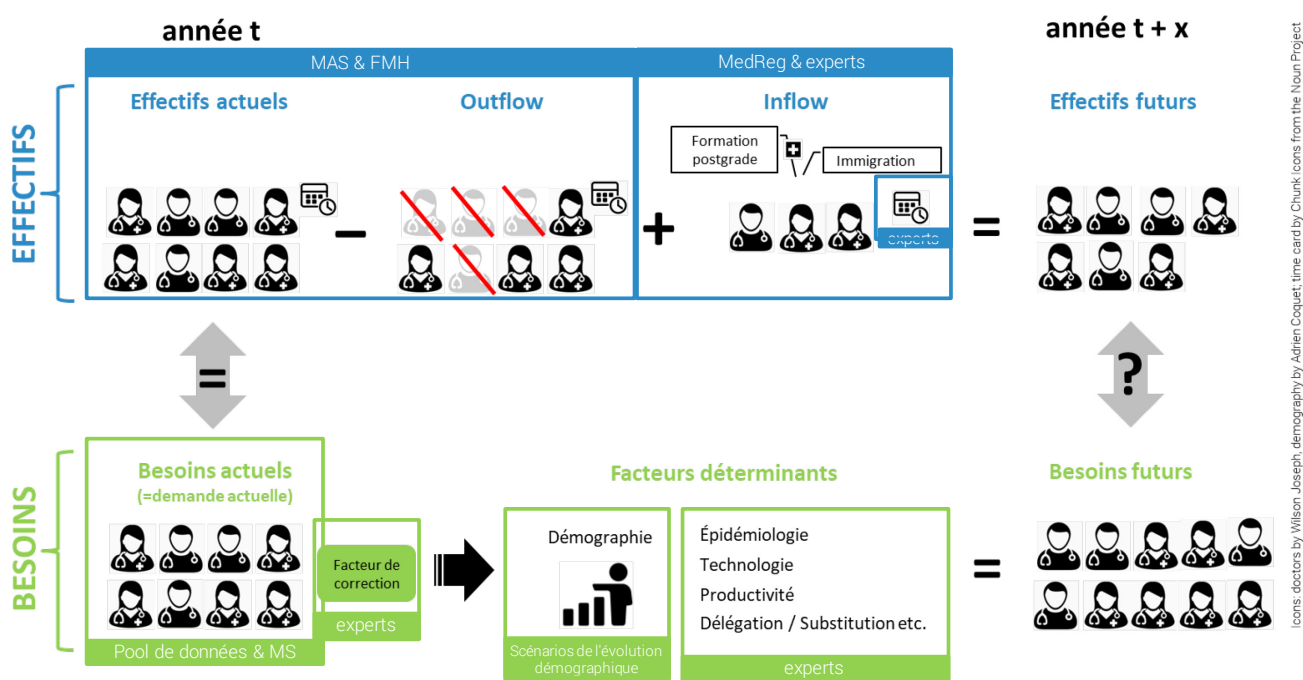 année t
année t + x
MAS & FMH
MedReg & experts
EFFECTIFS
Effectifs actuels
Outflow
Inflow
Effectifs futurs
Formation
postgrade
Immigration
–
+
experts
=
=
?
BESOINS
Besoins actuels
(=demande actuelle)
Facteurs déterminants
Besoins futurs
Facteur de
correction
experts
Pool de données & MS
Démographie
Scénarios de l'évolution
démographique
Épidémiologie
Technologie
Productivité
Délégation / Substitution etc.
experts
=
Icons: doctors by Wilson Joseph, demography by Adrien Coquet; time card by Chunk Icons from the Noun Project